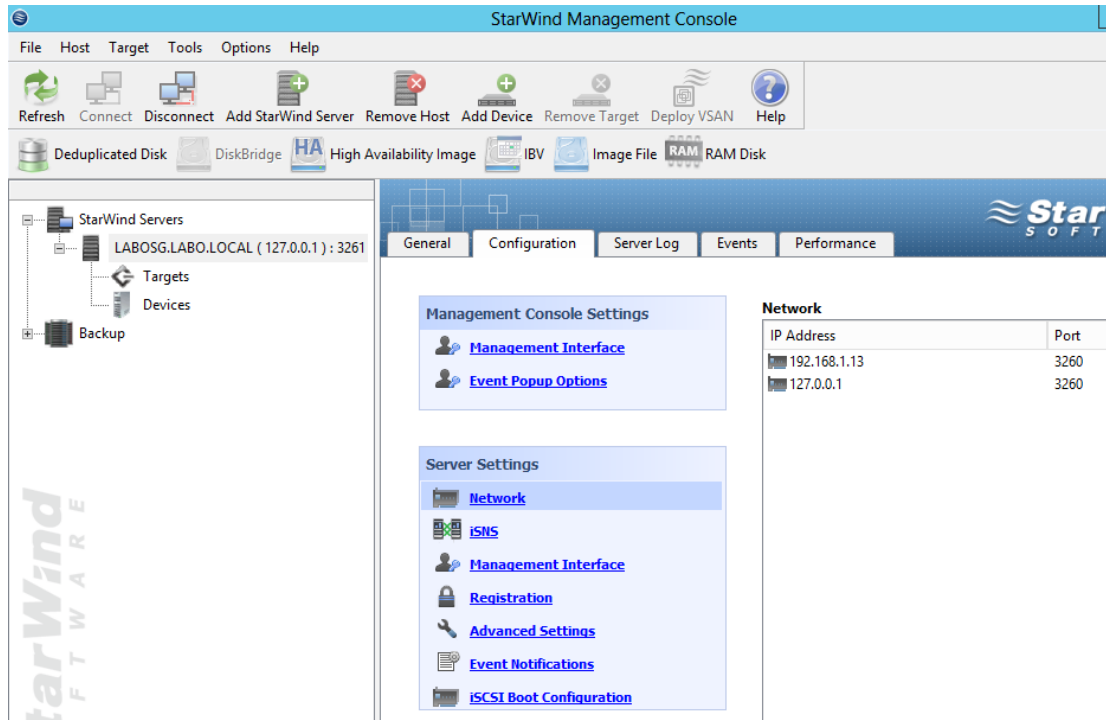 StarWind Management Console
File Host Target Tools Options Help
Refresh Connect Disconnect Add StarWind Server Remove Host Add Device Remove Target Deploy VSAN Help
Deduplicated Disk DiskBridge HA High Availability Image IBV Image File RAM RAM Disk
StarWind Servers
LABOSG.LABO.LOCAL ( 127.0.0.1 ) : 3261
Targets
Devices
Backup
Star
SOFT
General Configuration Server Log Events Performance
Management Console Settings
Management Interface
Event Popup Options
Server Settings
Network
iSNS
Management Interface
Registration
Advanced Settings
Event Notifications
iSCSI Boot Configuration
Network
IP Address Port
192.168.1.13 3260
127.0.0.1 3260
tarWind
FTWARE